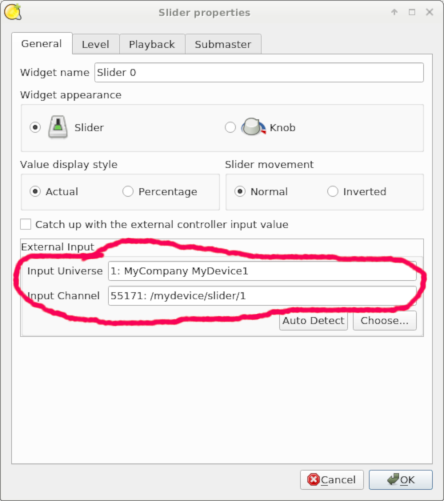 Slider properties
General Level Playback Submaster
Widget name Slider 0
Widget appearance
Slider Knob
Value display style Slider movement
Actual Percentage Normal Inverted
Catch up with the external controller input value
External Input
Input Universe 1: MyCompany MyDevice1
Input Channel 55171: /mydevice/slider/1
Auto Detect Choose...
Cancel OK